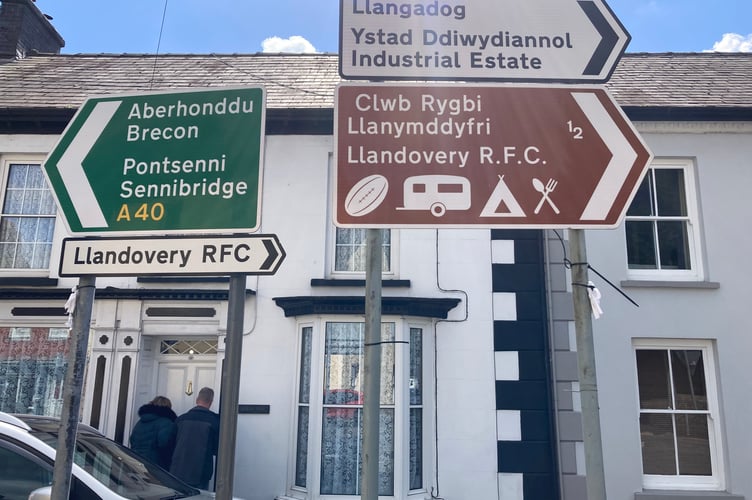 Llangadog
Ystad Ddiwydiannol
Industrial Estate
Aberhonddu
Brecon
Pontsenni
Sennibridge
A40
Clwb Rygbi
Llanymddyfri
Llandovery R.F.C.
1/2
Llandovery RFC